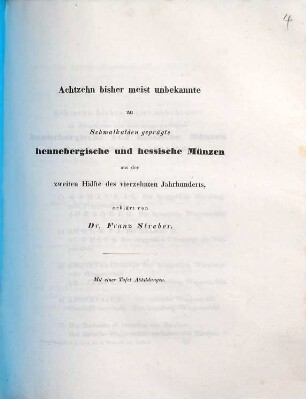 4
Achtzehn bisher meist unbekannte
zu
Schmalkalden geprägte
hennebergische und hessische Münzen
aus der
zweiten Hälfte des vierzehnten Jahrhunderts,
erklärt von
Dr. Franz Streber.
Mit einer Tafel Abbildungen.